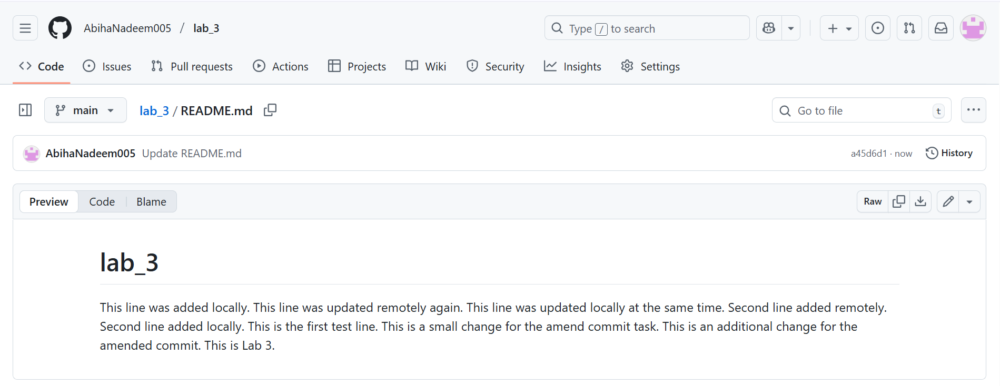 AbihaNadeem005 / lab_3
Type / to search
Code Issues Pull requests Actions Projects Wiki Security Insights Settings
main lab_3 / README.md
Go to file t
AbihaNadeem005 Update README.md
a45d6d1 · now History
Preview Code Blame
Raw
lab_3
This line was added locally. This line was updated remotely again. This line was updated locally at the same time. Second line added remotely.
Second line added locally. This is the first test line. This is a small change for the amend commit task. This is an additional change for the
amended commit. This is Lab 3.